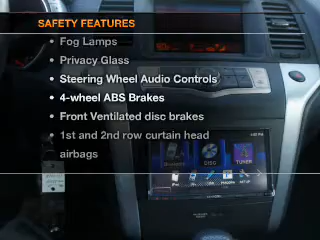 SAFETY FEATURES
• Fog Lamps
• Privacy Glass
• Steering Wheel Audio Controls
• 4-wheel ABS Brakes
• Front Ventilated disc brakes
• 1st and 2nd row curtain head
airbags
DISC
TUNER